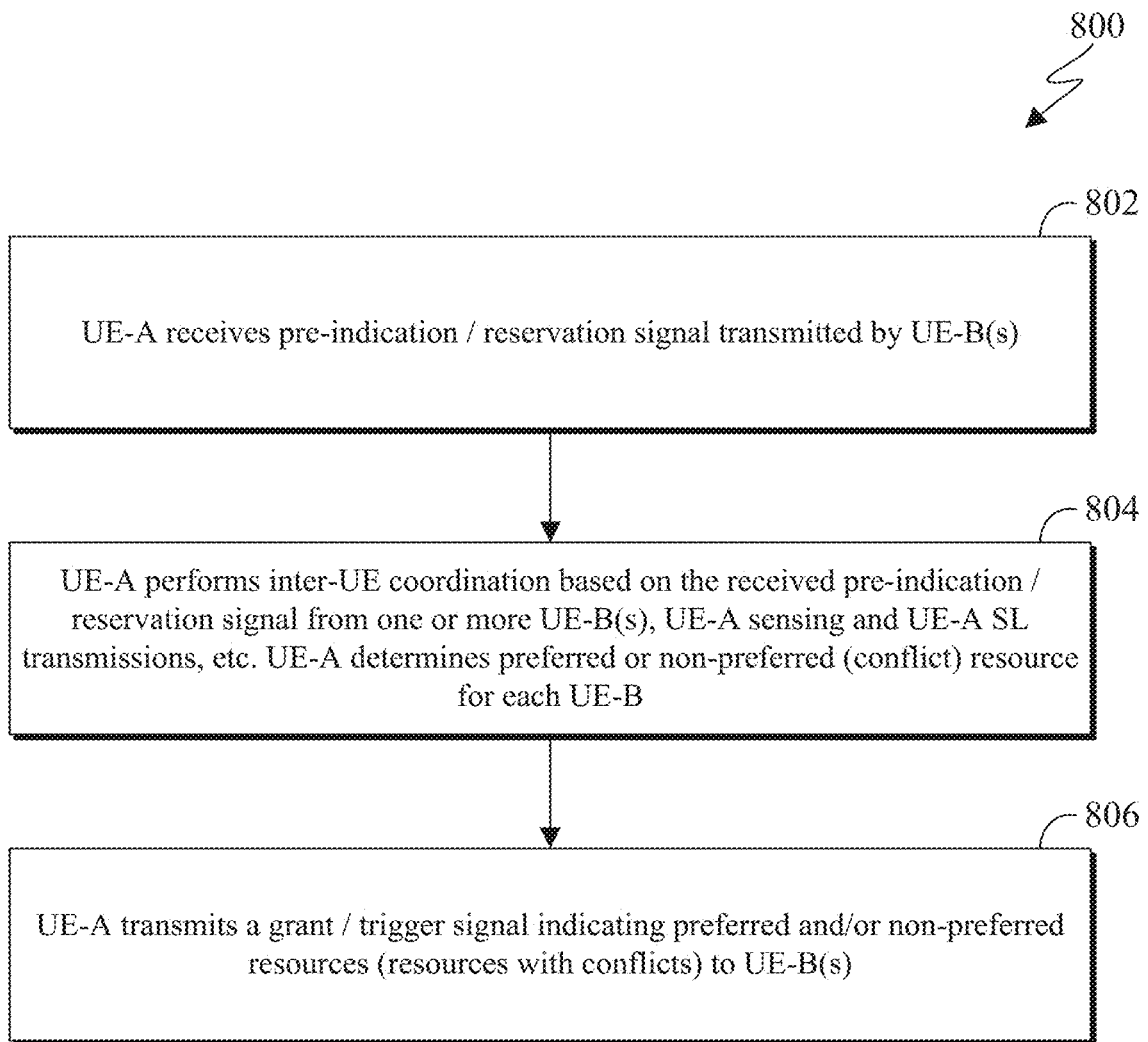 800
802
UE-A receives pre-indication / reservation signal transmitted by UE-B(s)
804
UE-A performs inter-UE coordination based on the received pre-indication /
reservation signal from one or more UE-B(s), UE-A sensing and UE-A SL
transmissions, etc. UE-A determines preferred or non-preferred (conflict) resource
for each UE-B
806
UE-A transmits a grant / trigger signal indicating preferred and/or non-preferred
resources (resources with conflicts) to UE-B(s)